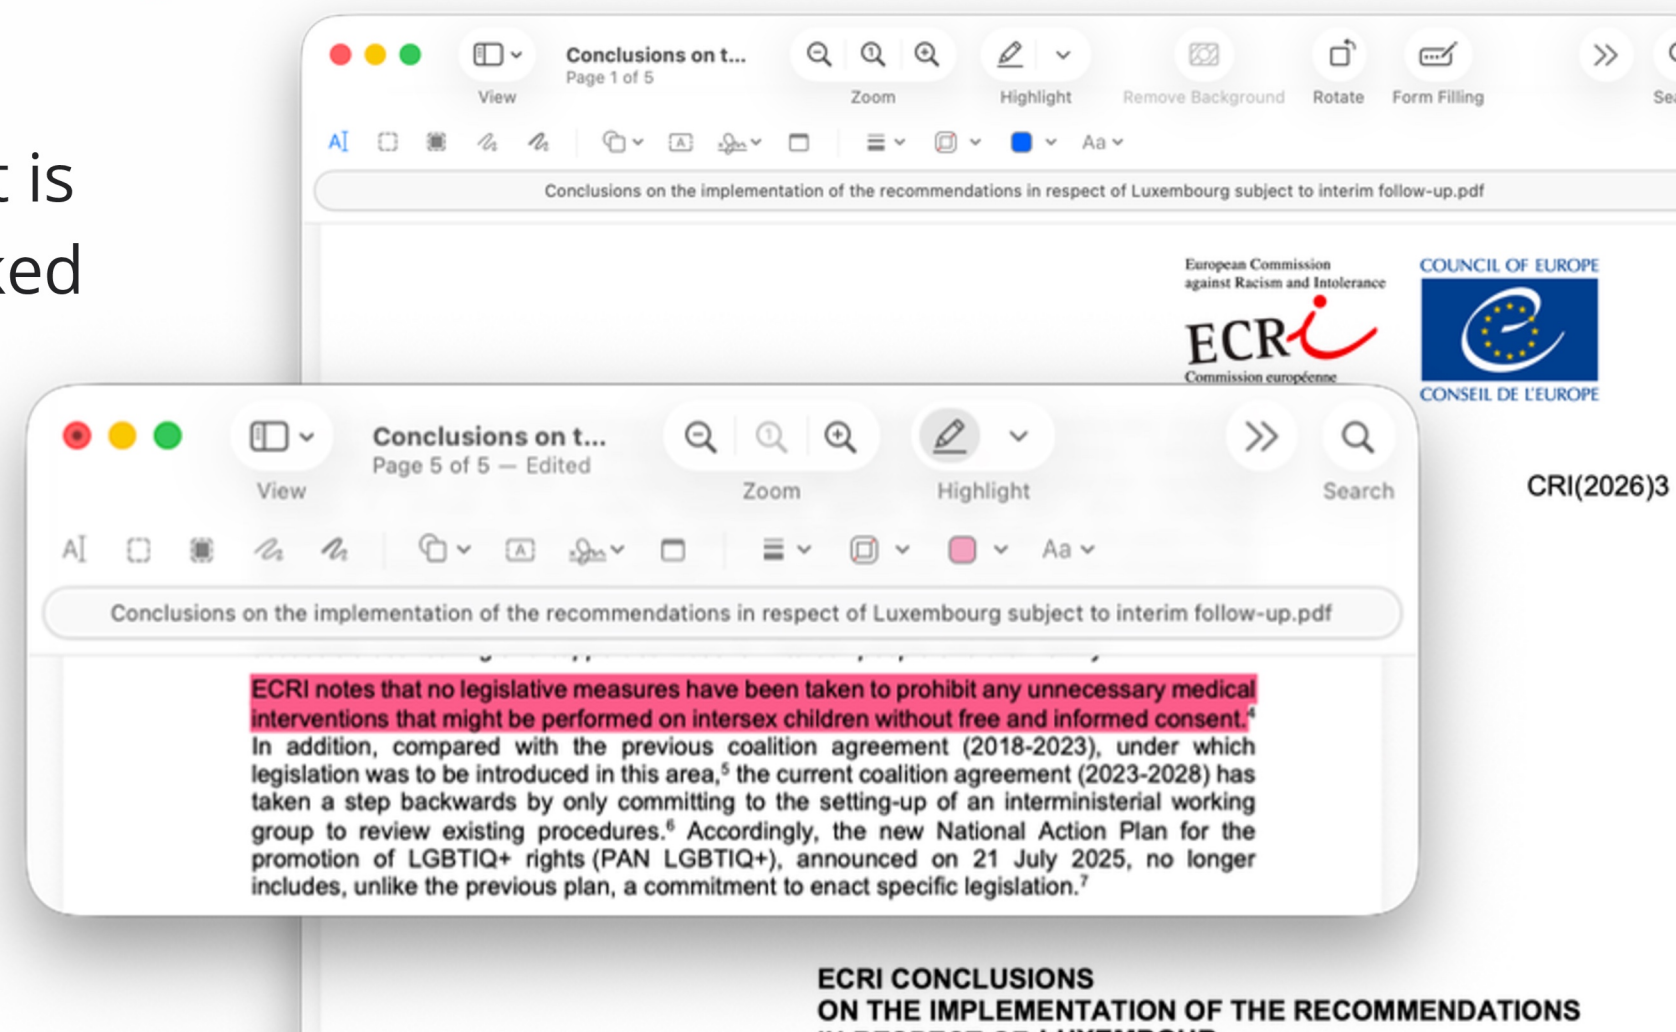 t is
ked
Conclusions on t...
Page 1 of 5
View
Zoom
Highlight
Remove Background
Rotate
Form Filling
Sea
Aa
Conclusions on the implementation of the recommendations in respect of Luxembourg subject to interim follow-up.pdf
European Commission
against Racism and Intolerance
ECRi
Commission européenne
COUNCIL OF EUROPE
CONSEIL DE L'EUROPE
CRI(2026)3
Conclusions on t...
Page 5 of 5 — Edited
View
Zoom
Highlight
Search
Aa
Conclusions on the implementation of the recommendations in respect of Luxembourg subject to interim follow-up.pdf
ECRI notes that no legislative measures have been taken to prohibit any unnecessary medical
interventions that might be performed on intersex children without free and informed consent.⁴
In addition, compared with the previous coalition agreement (2018-2023), under which
legislation was to be introduced in this area,⁵ the current coalition agreement (2023-2028) has
taken a step backwards by only committing to the setting-up of an interministerial working
group to review existing procedures.⁶ Accordingly, the new National Action Plan for the
promotion of LGBTIQ+ rights (PAN LGBTIQ+), announced on 21 July 2025, no longer
includes, unlike the previous plan, a commitment to enact specific legislation.⁷
ECRI CONCLUSIONS
ON THE IMPLEMENTATION OF THE RECOMMENDATIONS